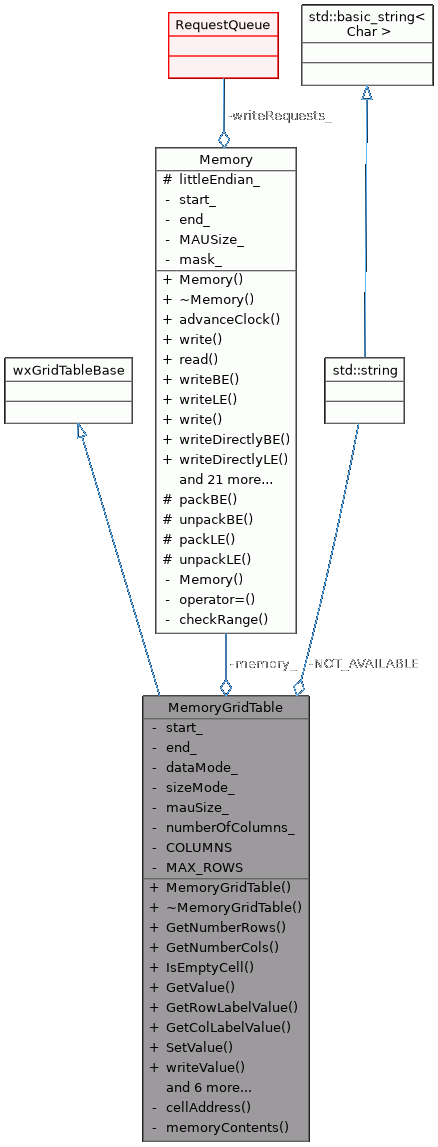 RequestQueue
std::basic_string<
Char >
-writeRequests_
Memory
# littleEndian_
- start_
- end_
- MAUSize_
- mask_
+ Memory()
+ ~Memory()
+ advanceClock()
+ write()
+ read()
+ writeBE()
+ writeLE()
+ write()
+ writeDirectlyBE()
+ writeDirectlyLE()
and 21 more...
# packBE()
# unpackBE()
# packLE()
# unpackLE()
- Memory()
- operator=()
- checkRange()
wxGridTableBase
std::string
-memory_
-NOT_AVAILABLE
MemoryGridTable
- start_
- end_
- dataMode_
- sizeMode_
- mauSize_
- numberOfColumns_
- COLUMNS
- MAX_ROWS
+ MemoryGridTable()
+ ~MemoryGridTable()
+ GetNumberRows()
+ GetNumberCols()
+ IsEmptyCell()
+ GetValue()
+ GetRowLabelValue()
+ GetColLabelValue()
+ SetValue()
+ writeValue()
and 6 more...
- cellAddress()
- memoryContents()